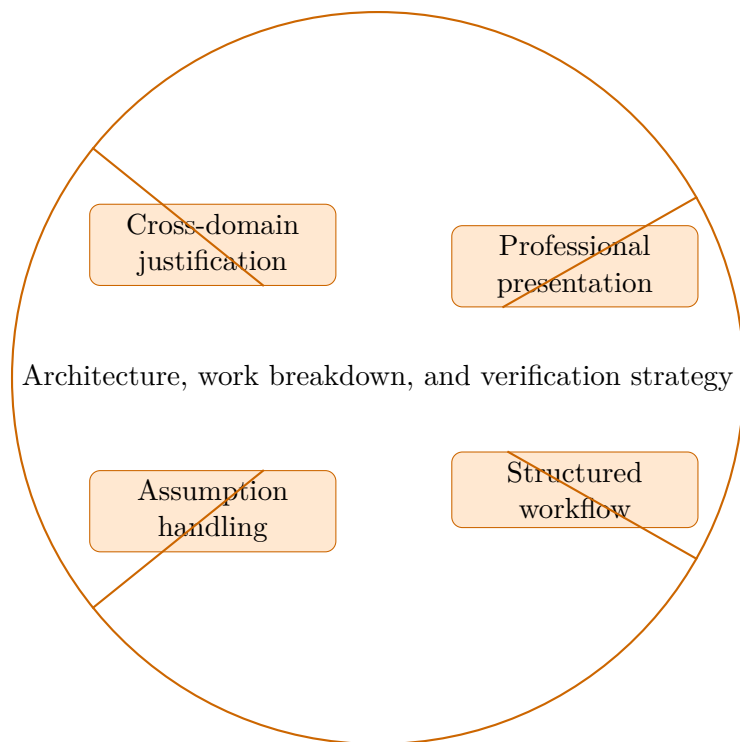 Cross-domain
justification
Professional
presentation
Architecture, work breakdown, and verification strategy
Assumption
handling
Structured
workflow